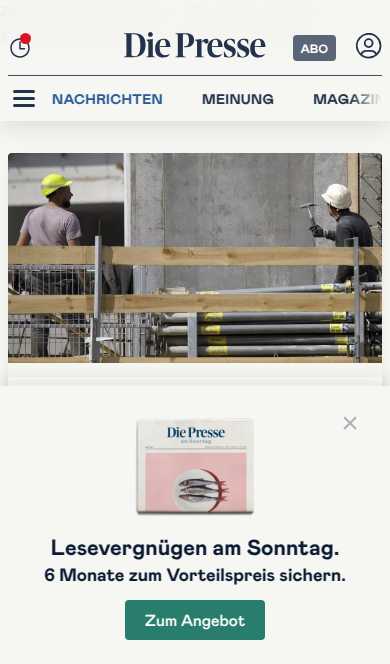 Die Presse
ABO
NACHRICHTEN MEINUNG MAGAZIN
Die Presse
am Sonntag
Lesevergnügen am Sonntag.
6 Monate zum Vorteilspreis sichern.
Zum Angebot